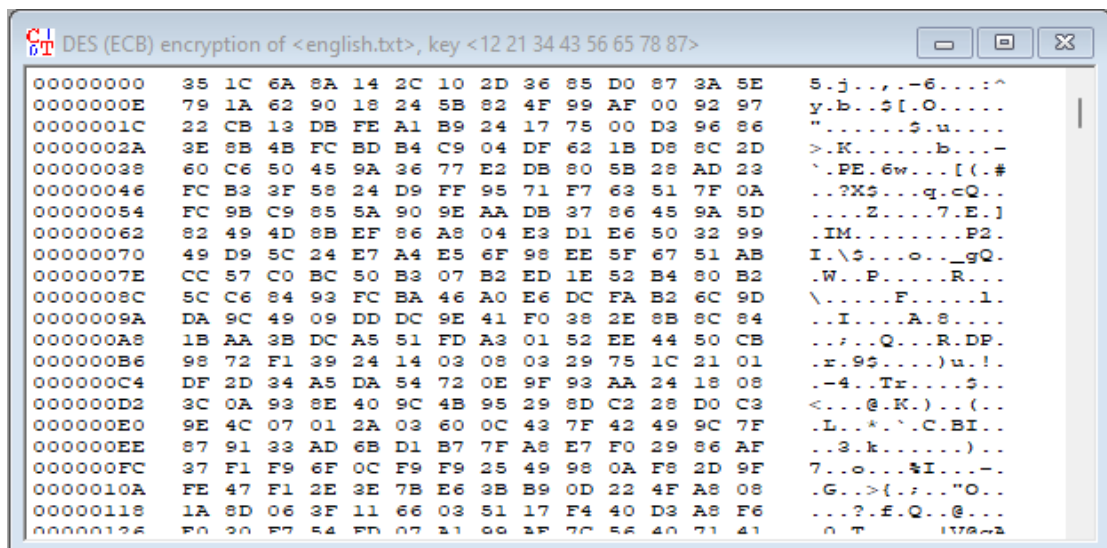 DES (ECB) encryption of <english.txt>, key <12 21 34 43 56 65 78 87>
00000000 35 1C 6A 8A 14 2C 10 2D 36 85 D0 87 3A 5E 5.j..,.-6...:^
0000000E 79 1A 62 90 18 24 5B 82 4F 99 AF 00 92 97 y.b..$[.O.....
0000001C 22 CB 13 DB FE A1 B9 24 17 75 00 D3 96 86 "......$.u....
0000002A 3E 8B 4B FC BD B4 C9 04 DF 62 1B D8 8C 2D >.K......b...-
00000038 60 C6 50 45 9A 36 77 E2 DB 80 5B 28 AD 23 `.PE.6w...[(.#
00000046 FC B3 3F 58 24 D9 FF 95 71 F7 63 51 7F 0A ..?X$...q.cQ..
00000054 FC 9B C9 85 5A 90 9E AA DB 37 86 45 9A 5D ....Z....7.E.]
00000062 82 49 4D 8B EF 86 A8 04 E3 D1 E6 50 32 99 .IM........P2.
00000070 49 D9 5C 24 E7 A4 E5 6F 98 EE 5F 67 51 AB I.\$...o.._gQ.
0000007E CC 57 C0 BC 50 B3 07 B2 ED 1E 52 B4 80 B2 .W..P.....R...
0000008C 5C C6 84 93 FC BA 46 A0 E6 DC FA B2 6C 9D \.....F.....l.
0000009A DA 9C 49 09 DD DC 9E 41 F0 38 2E 8B 8C 84 ..I....A.8....
000000A8 1B AA 3B DC A5 51 FD A3 01 52 EE 44 50 CB ..;..Q...R.DP.
000000B6 98 72 F1 39 24 14 03 08 03 29 75 1C 21 01 .r.9$....)u.!.
000000C4 DF 2D 34 A5 DA 54 72 0E 9F 93 AA 24 18 08 .-4..Tr....$..
000000D2 3C 0A 93 8E 40 9C 4B 95 29 8D C2 28 D0 C3 <...@.K.)..(..
000000E0 9E 4C 07 01 2A 03 60 0C 43 7F 42 49 9C 7F .L..*.`.C.BI..
000000EE 87 91 33 AD 6B D1 B7 7F A8 E7 F0 29 86 AF ..3.k......)..
000000FC 37 F1 F9 6F 0C F9 F9 25 49 98 0A F8 2D 9F 7..o...%I...-.
0000010A FE 47 F1 2E 3E 7B E6 3B B9 0D 22 4F A8 08 .G..>{.;.."O..
00000118 1A 8D 06 3F 11 66 03 51 17 F4 40 D3 A8 F6 ...?.f.Q..@...
00000126